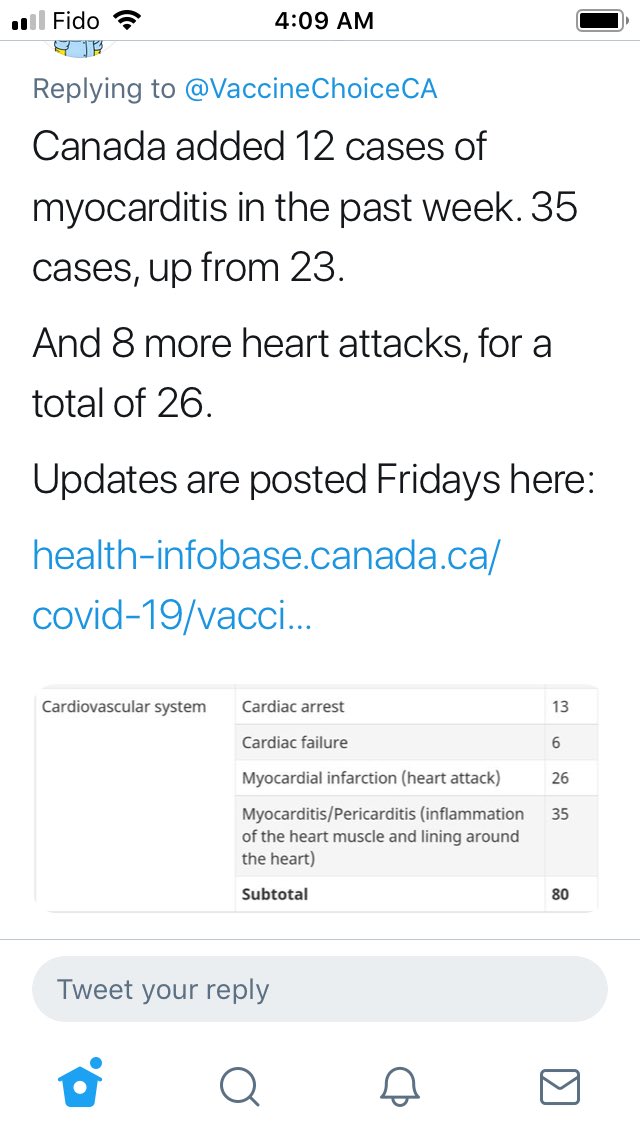 Fido 4:09 AM
Replying to @VaccineChoiceCA
Canada added 12 cases of
myocarditis in the past week. 35
cases, up from 23.
And 8 more heart attacks, for a
total of 26.
Updates are posted Fridays here:
health-infobase.canada.ca/
covid-19/vacci...
Cardiovascular system Cardiac arrest 13
Cardiac failure 6
Myocardial infarction (heart attack) 26
Myocarditis/Pericarditis (inflammation 35
of the heart muscle and lining around
the heart)
Subtotal 80
Tweet your reply